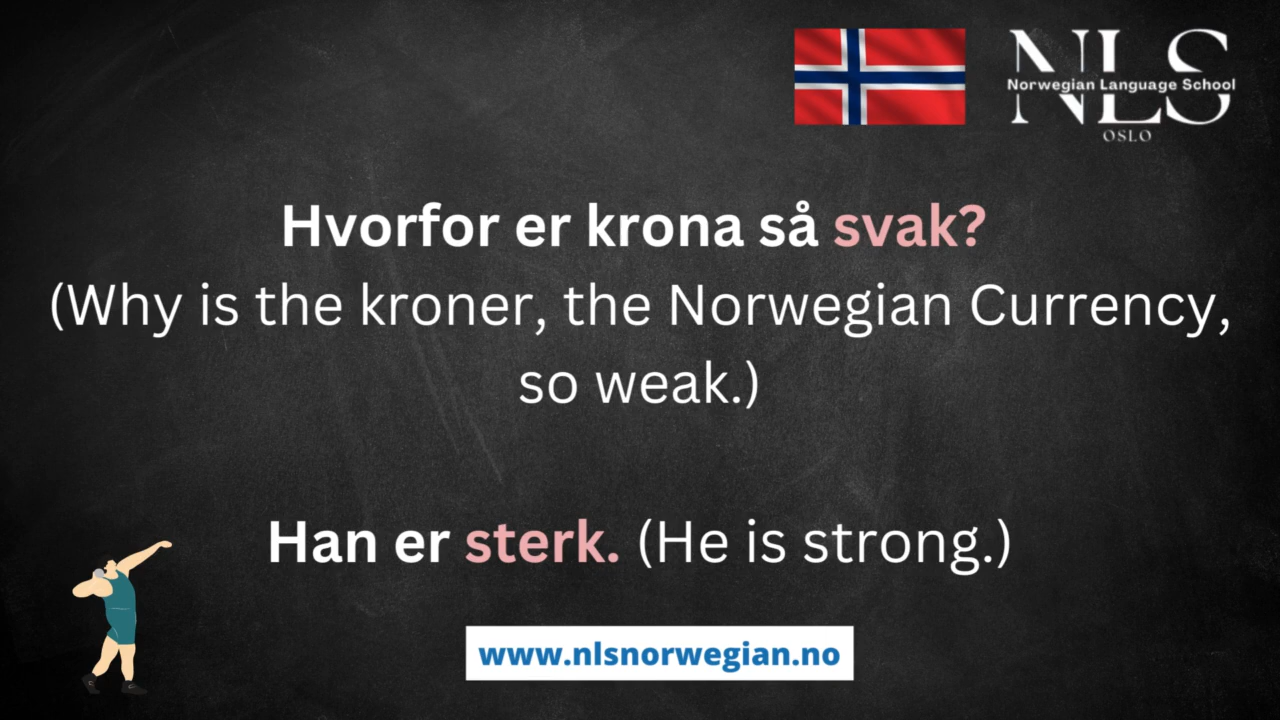 NLS
Norwegian Language School
OSLO
Hvorfor er krona så svak?
(Why is the kroner, the Norwegian Currency,
so weak.)
Han er sterk. (He is strong.)
www.nlsnorwegian.no